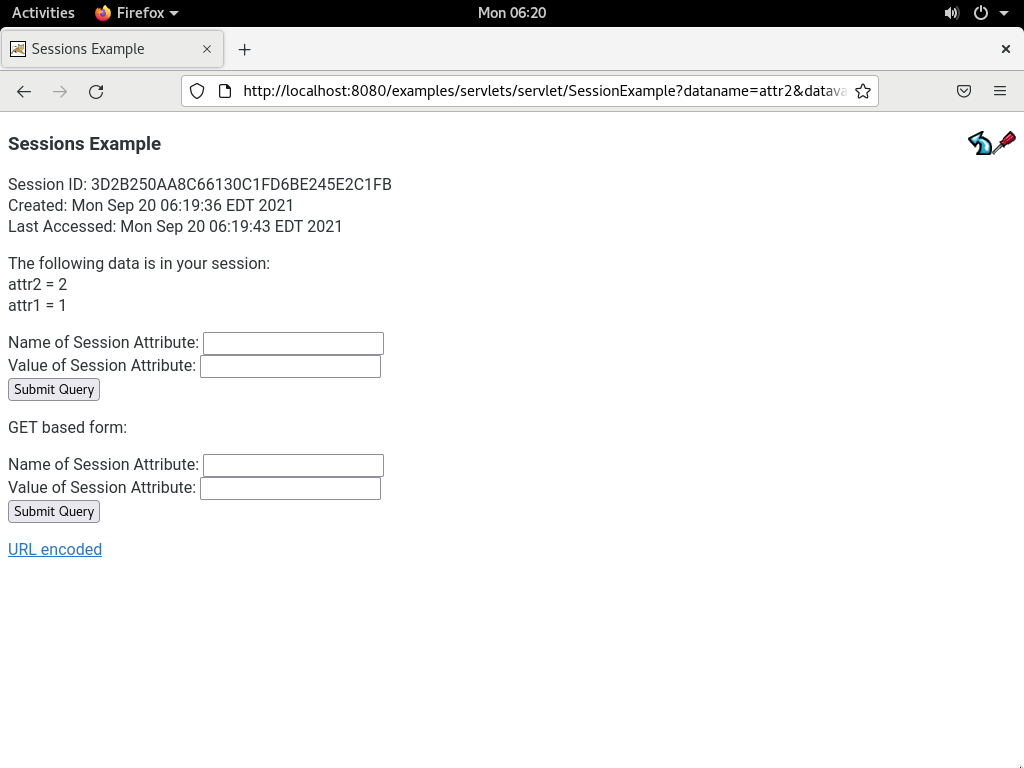 Activities Firefox Mon 06:20
Sessions Example
http://localhost:8080/examples/servlets/servlet/SessionExample?dataname=attr2&datava
Sessions Example
Session ID: 3D2B250AA8C66130C1FD6BE245E2C1FB
Created: Mon Sep 20 06:19:36 EDT 2021
Last Accessed: Mon Sep 20 06:19:43 EDT 2021
The following data is in your session:
attr2 = 2
attr1 = 1
Name of Session Attribute:
Value of Session Attribute:
Submit Query
GET based form:
Name of Session Attribute:
Value of Session Attribute:
Submit Query
URL encoded